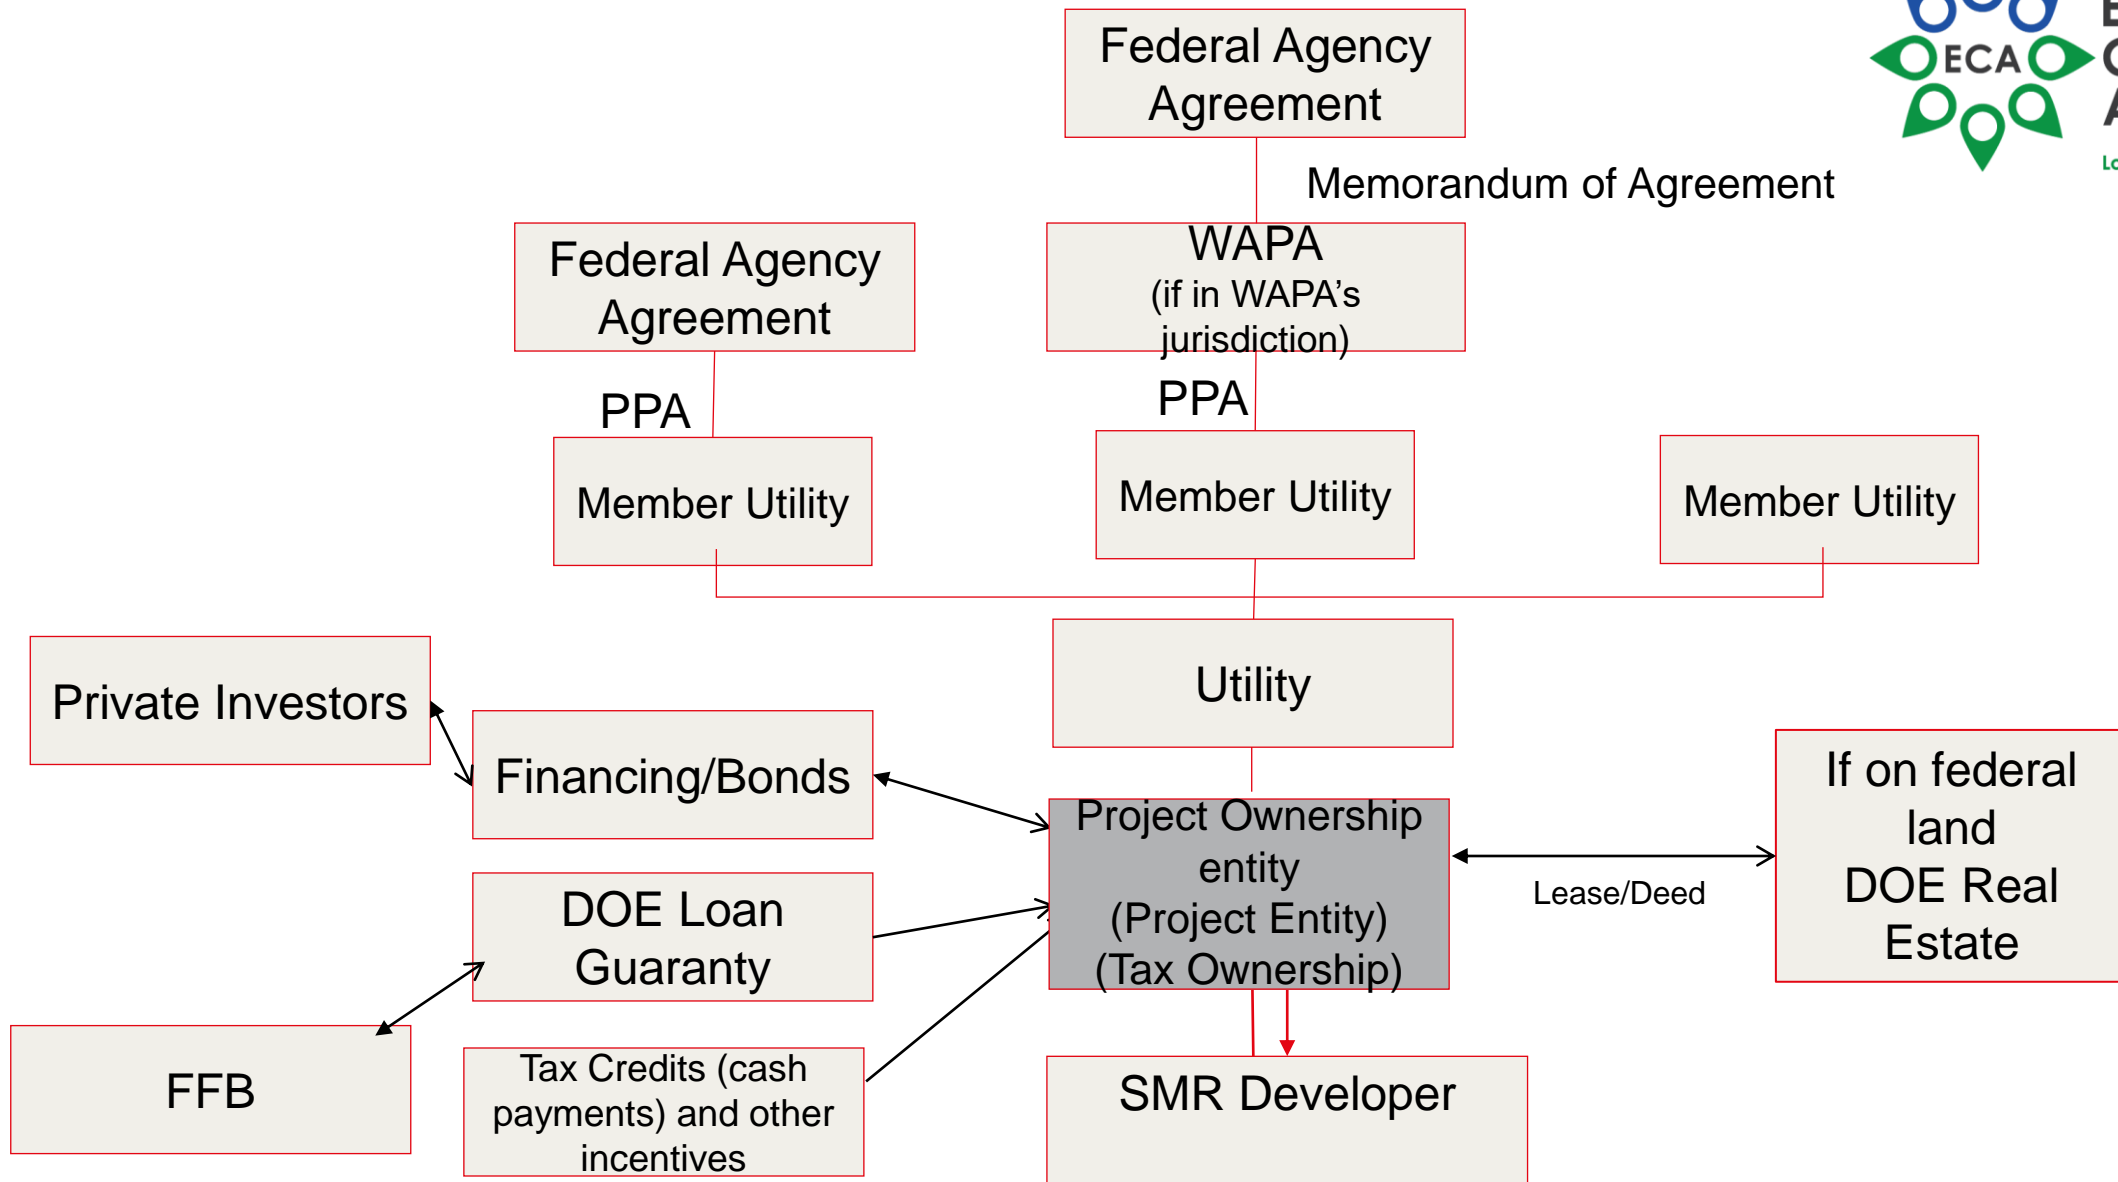 Federal Agency
Agreement
ECA
Memorandum of Agreement
Federal Agency
Agreement
WAPA
(if in WAPA’s
jurisdiction)
PPA
PPA
Member Utility
Member Utility
Member Utility
Utility
Private Investors
Financing/Bonds
Project Ownership
entity
(Project Entity)
(Tax Ownership)
If on federal
land
DOE Real
Estate
Lease/Deed
DOE Loan
Guaranty
FFB
Tax Credits (cash
payments) and other
incentives
SMR Developer